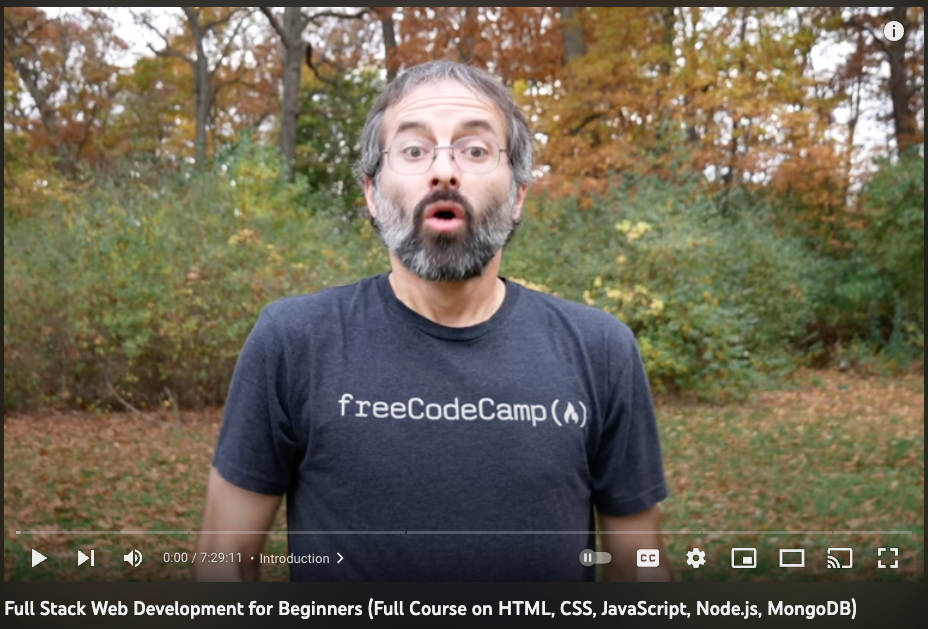 i
freeCodeCamp(🔥)
0:00 / 7:29:11 • Introduction >
CC
Full Stack Web Development for Beginners (Full Course on HTML, CSS, JavaScript, Node.js, MongoDB)